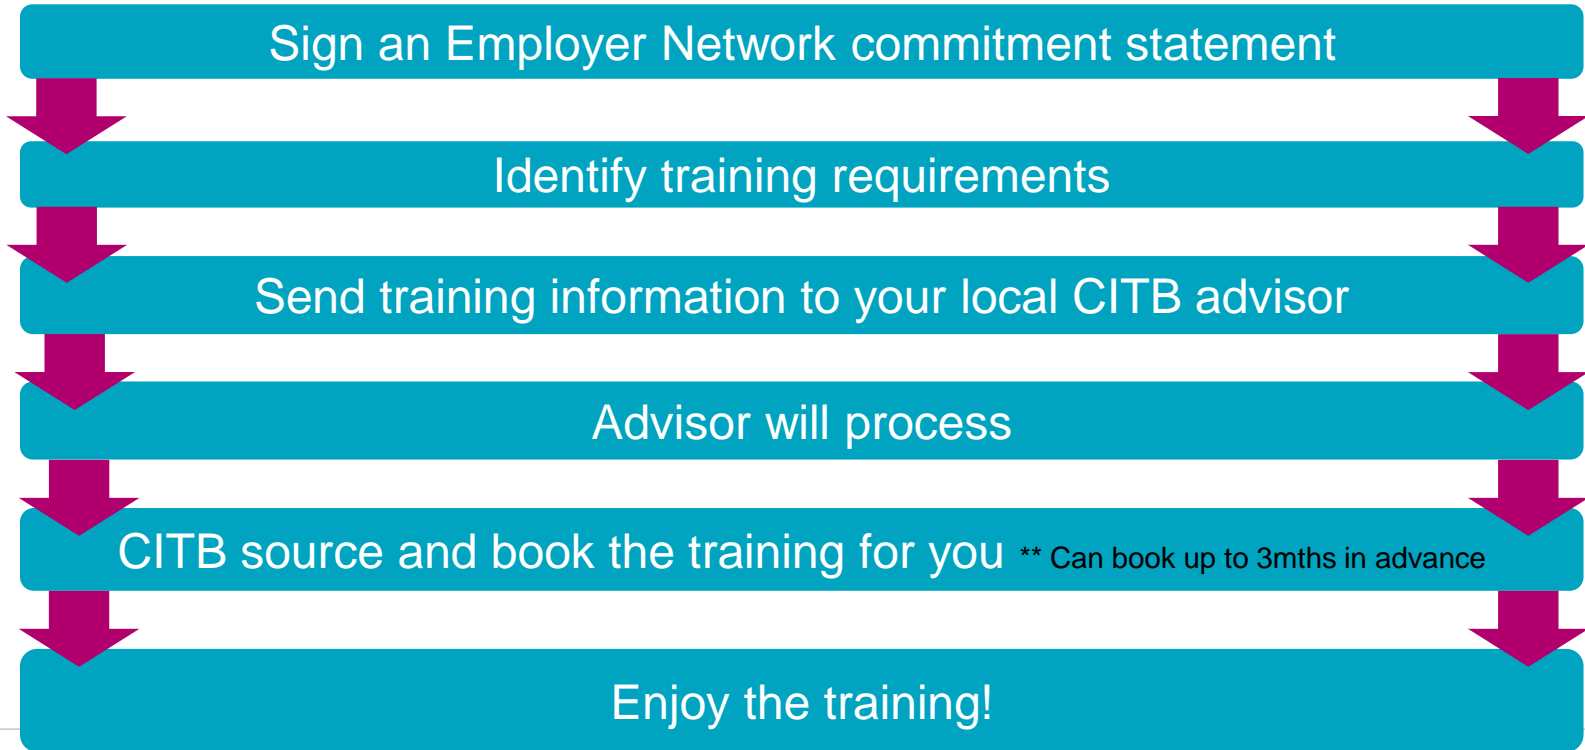 Sign an Employer Network commitment statement
Identify training requirements
Send training information to your local CITB advisor
Advisor will process
CITB source and book the training for you ** Can book up to 3mths in advance
Enjoy the training!